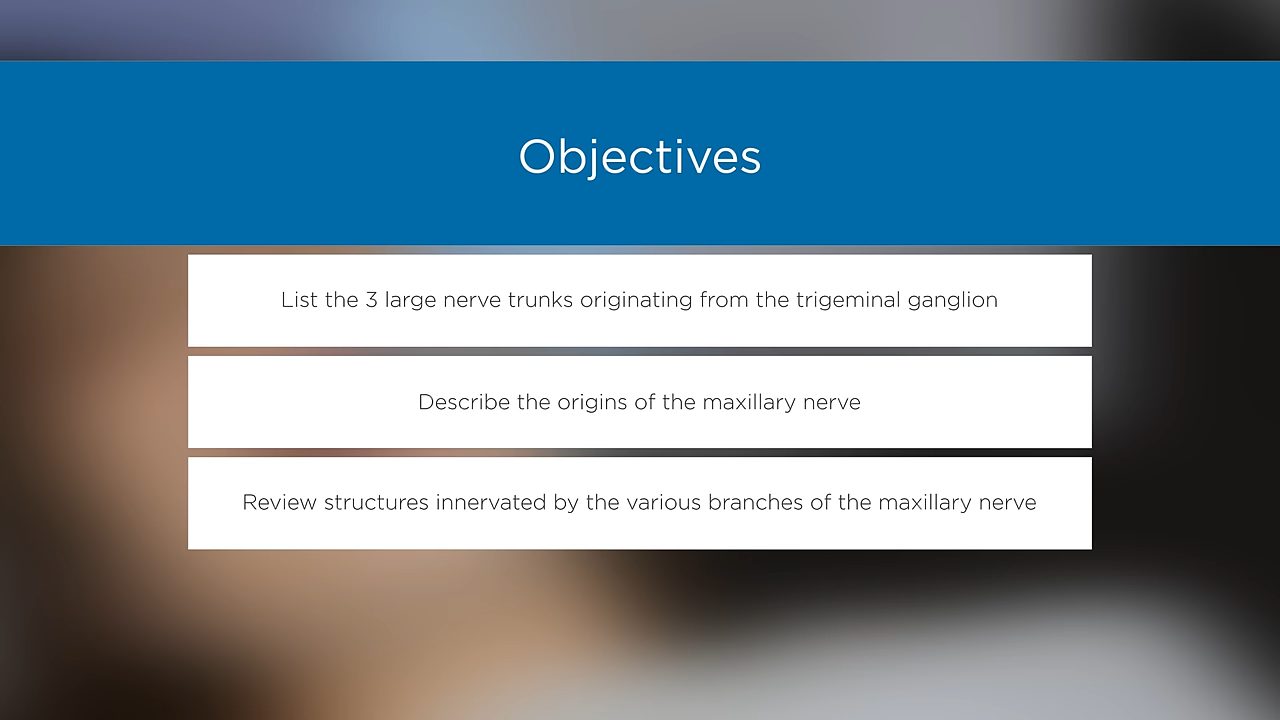 Objectives
List the 3 large nerve trunks originating from the trigeminal ganglion
Describe the origins of the maxillary nerve
Review structures innervated by the various branches of the maxillary nerve